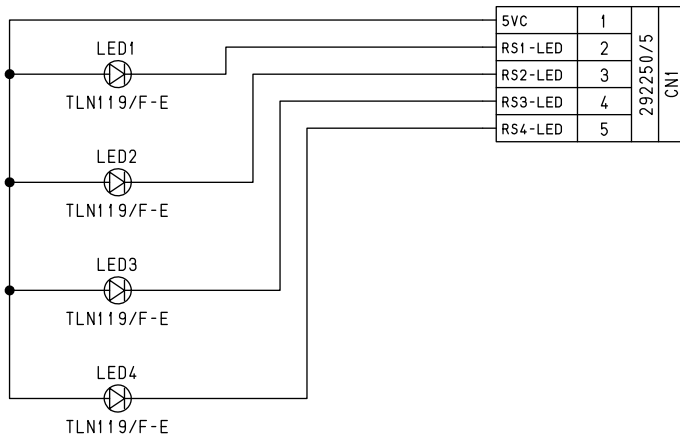 5VC 1
RS1-LED 2
RS2-LED 3
RS3-LED 4
RS4-LED 5
292250/5
CN1
LED1
TLN119/F-E
LED2
TLN119/F-E
LED3
TLN119/F-E
LED4
TLN119/F-E